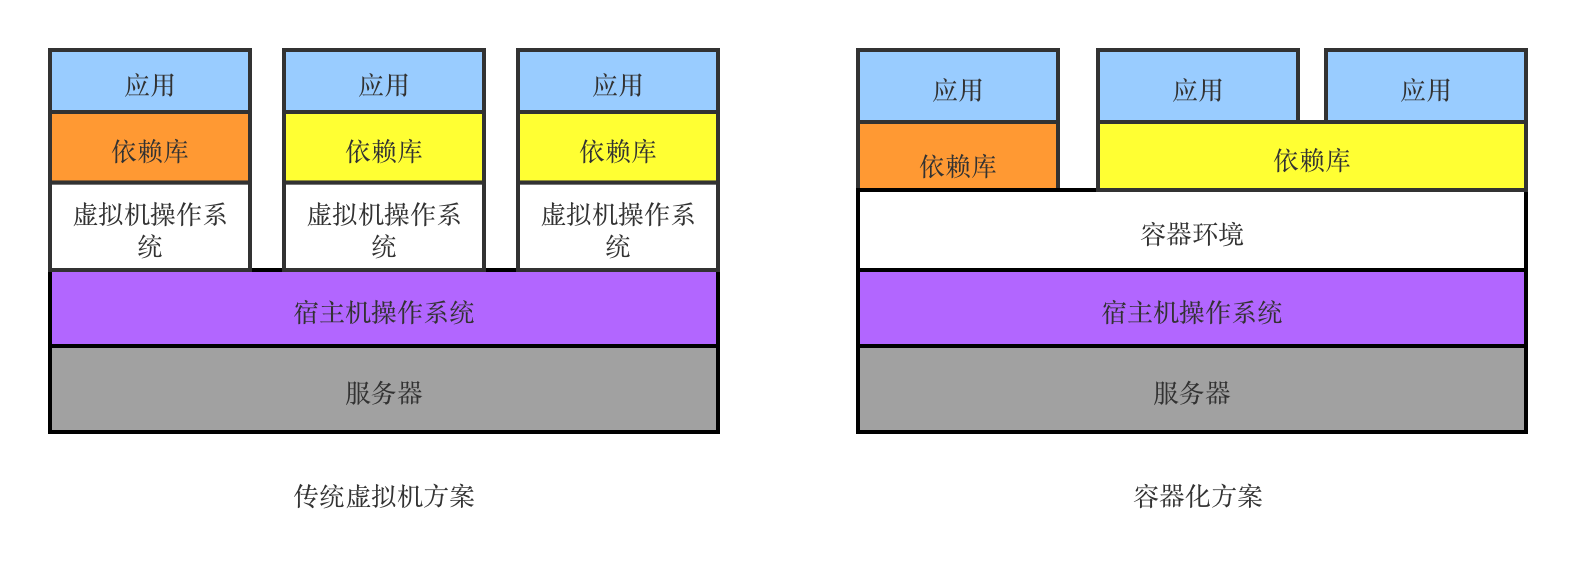 应用
应用
应用
依赖库
依赖库
依赖库
虚拟机操作系
统
虚拟机操作系
统
虚拟机操作系
统
宿主机操作系统
服务器
传统虚拟机方案
应用
应用
应用
依赖库
依赖库
容器环境
宿主机操作系统
服务器
容器化方案